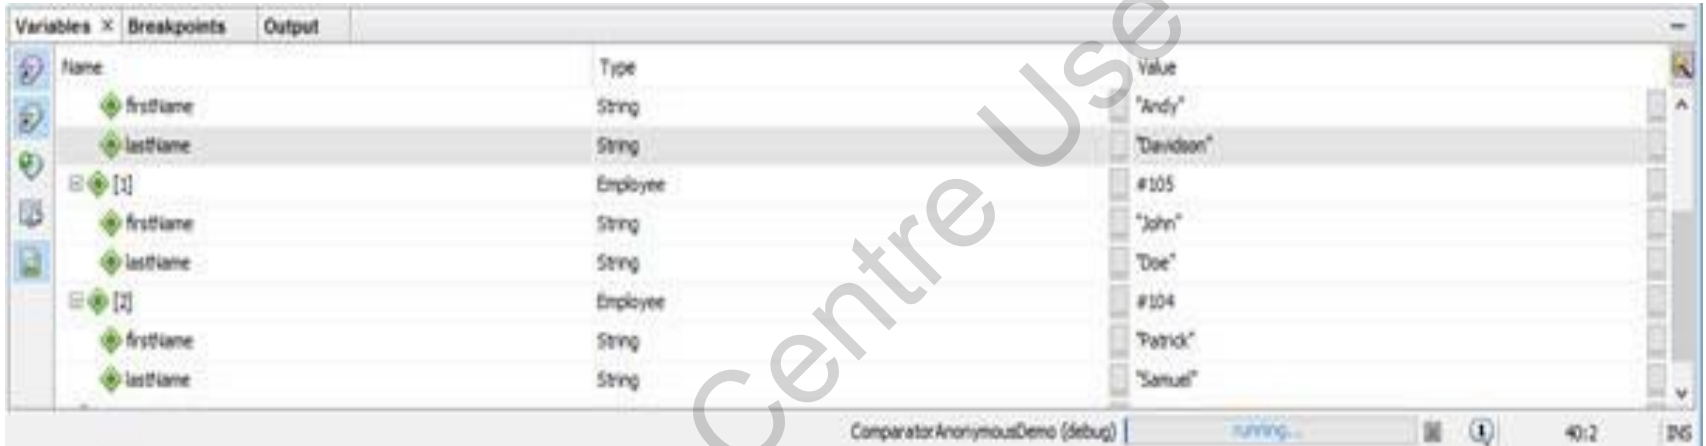 Variables × Breakpoints Output
Name Type Value
firstName String "Andy"
lastName String "Davidson"
[1] Employee #105
firstName String "John"
lastName String "Doe"
[2] Employee #104
firstName String "Patrick"
lastName String "Samuel"
ComparatorAnonymousDemo (debug) running... 40:2 INS
Centre Use